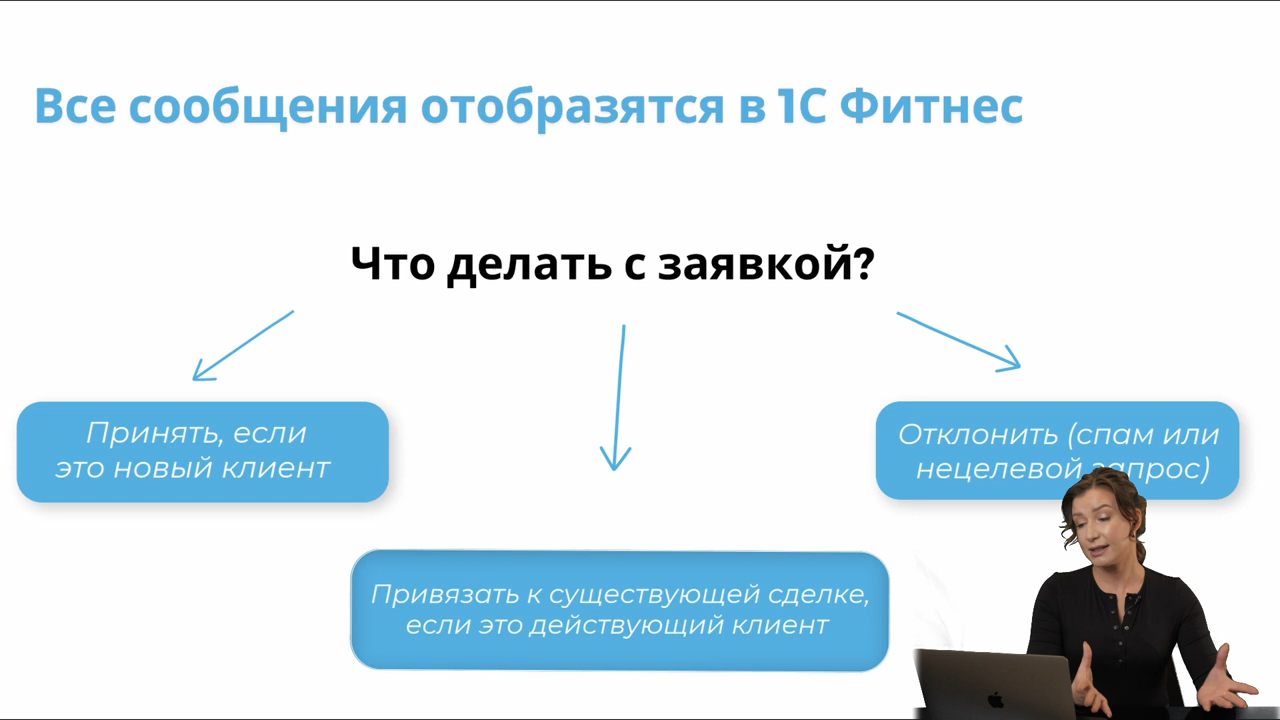 Все сообщения отобразятся в 1С Фитнес
Что делать с заявкой?
Принять, если
это новый клиент
Отклонить (спам или
нецелевой запрос)
Привязать к существующей сделке,
если это действующий клиент